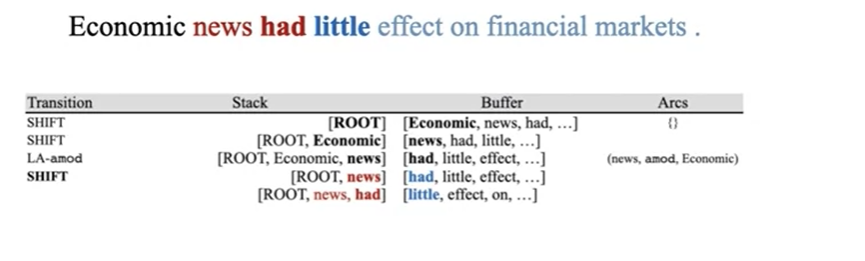 Economic news had little effect on financial markets .
Transition Stack Buffer Arcs
SHIFT [ROOT] [Economic, news, had, …] {}
SHIFT [ROOT, Economic] [news, had, little, …]
LA-amod [ROOT, Economic, news] [had, little, effect, …] (news, amod, Economic)
SHIFT [ROOT, news] [had, little, effect, …]
[ROOT, news, had] [little, effect, on, …]